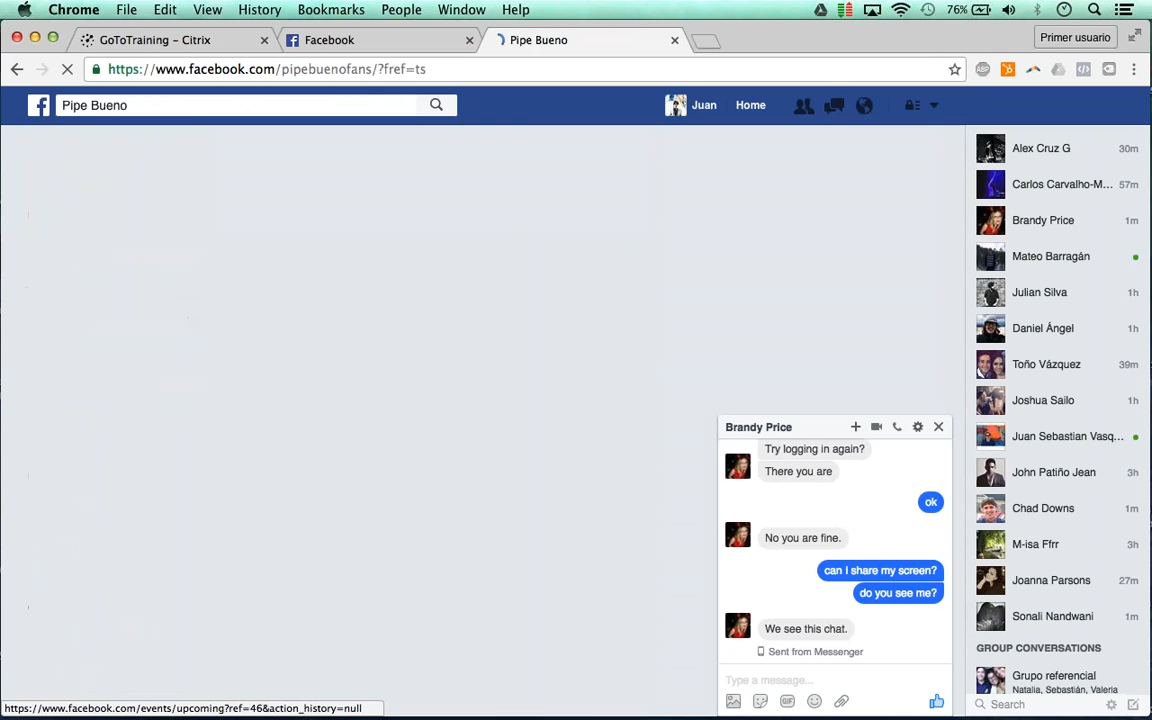 Chrome File Edit View History Bookmarks People Window Help 76%
GoToTraining - Citrix
Facebook
Pipe Bueno
Primer usuario
https://www.facebook.com/pipebuenofans/?fref=ts
ABP
Pipe Bueno
Juan Home
Alex Cruz G 30m
Carlos Carvalho-M... 57m
Brandy Price 1m
Mateo Barragán
Julian Silva 1h
Daniel Ángel 1h
Toño Vázquez 39m
Joshua Sailo 1h
Juan Sebastian Vasq...
John Patiño Jean 3h
Chad Downs 1m
M-isa Ffrr 3h
Joanna Parsons 27m
Sonali Nandwani 1m
GROUP CONVERSATIONS
Grupo referencial
Natalia, Sebastián, Valeria
Search
Brandy Price
Try logging in again?
There you are
ok
No you are fine.
can I share my screen?
do you see me?
We see this chat.
Sent from Messenger
Type a message...
GIF
https://www.facebook.com/events/upcoming?ref=46&action_history=null